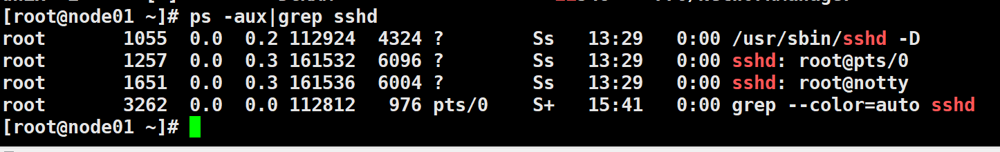 [root@node01 ~]# ps -aux|grep sshd
root       1055  0.0  0.2 112924  4324 ?        Ss   13:29   0:00 /usr/sbin/sshd -D
root       1257  0.0  0.3 161532  6096 ?        Ss   13:29   0:00 sshd: root@pts/0
root       1651  0.0  0.3 161536  6004 ?        Ss   13:29   0:00 sshd: root@notty
root       3262  0.0  0.0 112812   976 pts/0    S+   15:41   0:00 grep --color=auto sshd
[root@node01 ~]#